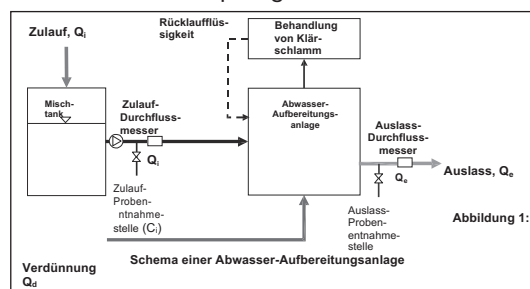 Zulauf, Qi
Rücklaufflüs-
sigkeit
Behandlung
von Klär-
schlamm
Misch-
tank
Zulauf-
Durchfluss-
messer
Abwasser-
Aufbereitungs-
anlage
Auslass-
Durchfluss-
messer
Qi
Qe
Auslass, Qe
Zulauf-
Probenen
ntnahme-
stelle (Ci)
Auslass-
Proben-
entnahme-
stelle
Abbildung 1:
Verdünnung
Qd
Schema einer Abwasser-Aufbereitungsanlage